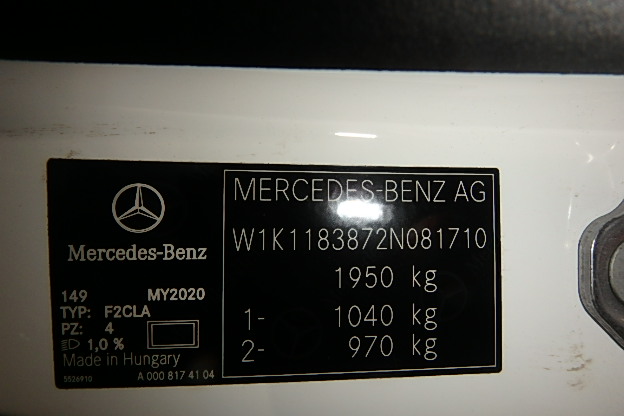 Mercedes-Benz
149 MY2020
TYP: F2CLA
PZ: 4
1,0 %
Made in Hungary
5526910 A 000 817 41 04
MERCEDES-BENZ AG
W1K1183872N081710
1950 kg
1- 1040 kg
2- 970 kg